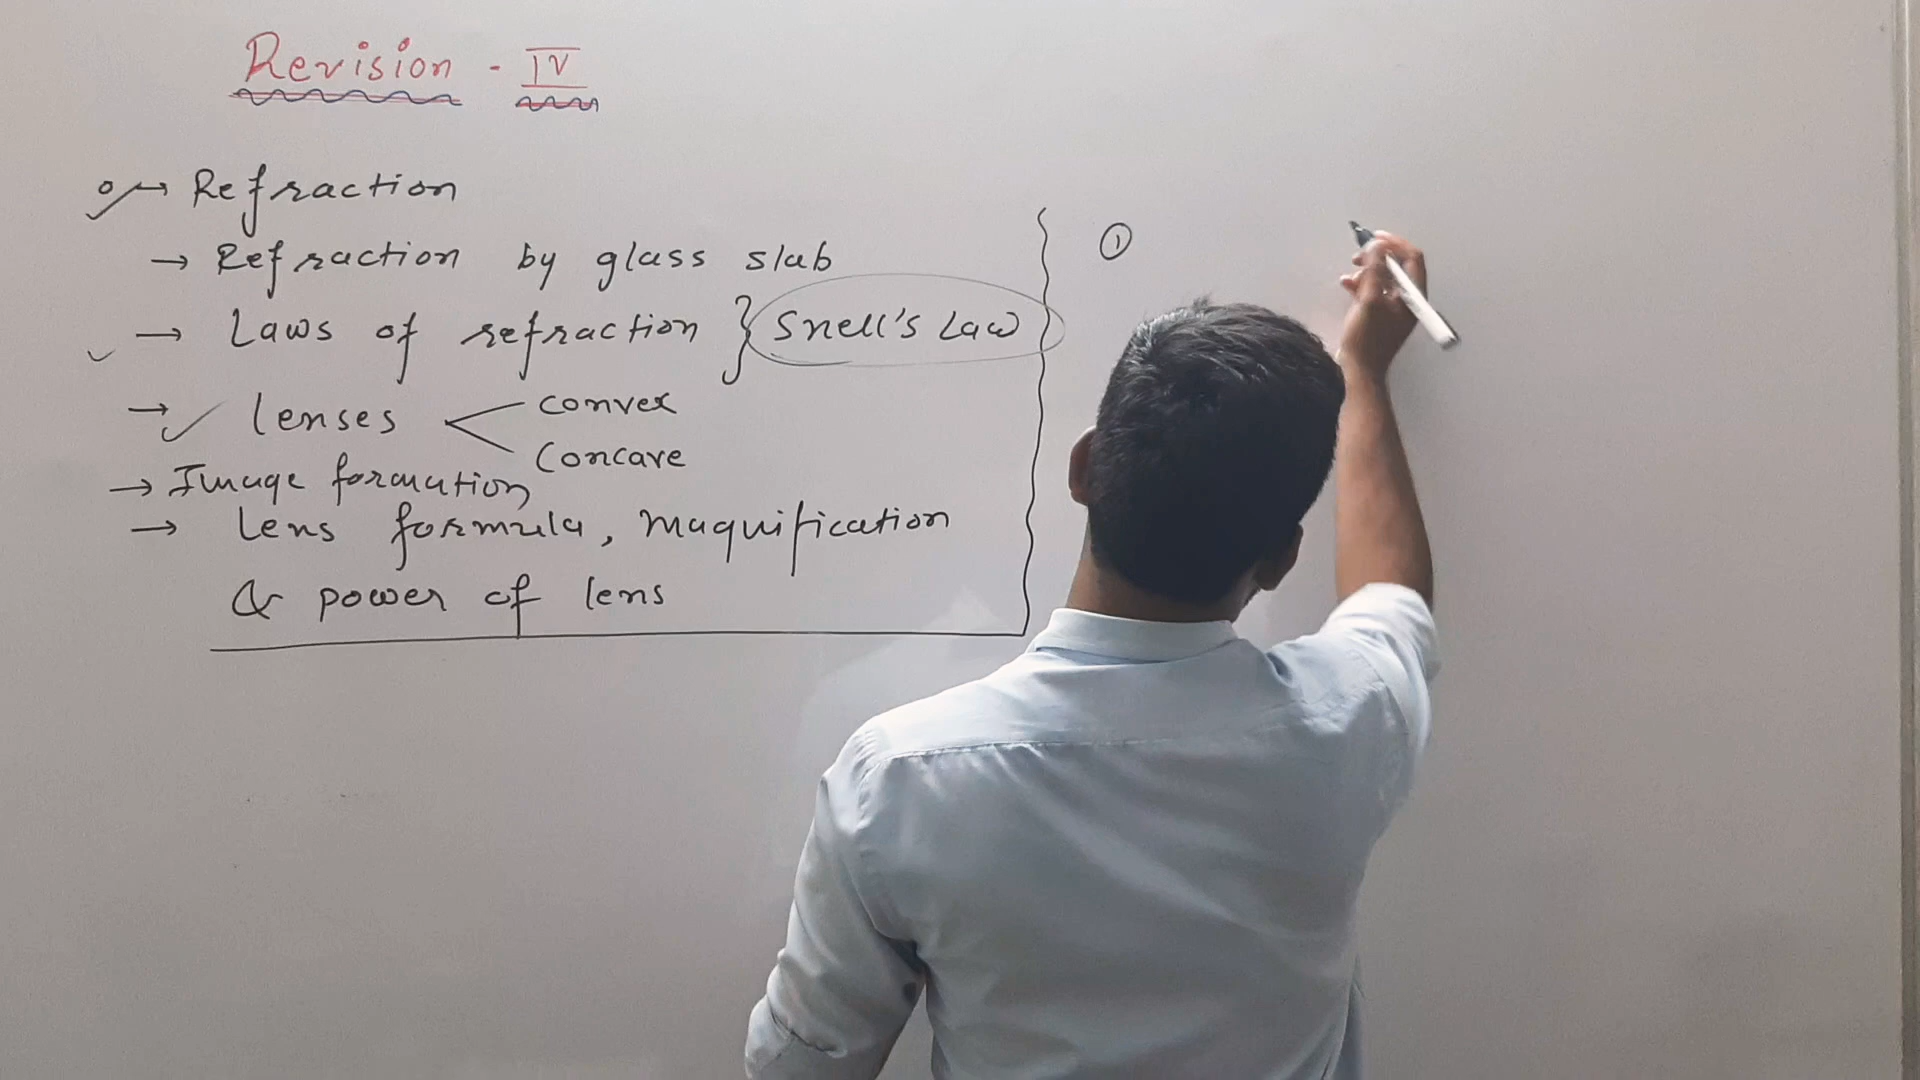 Revision - IV
→ Refraction
→ Refraction by glass slab
→ Laws of refraction } Snell's Law
→ lenses < convex
Concave
→ Image formation
→ Lens formula, Magnification
& power of lens
①